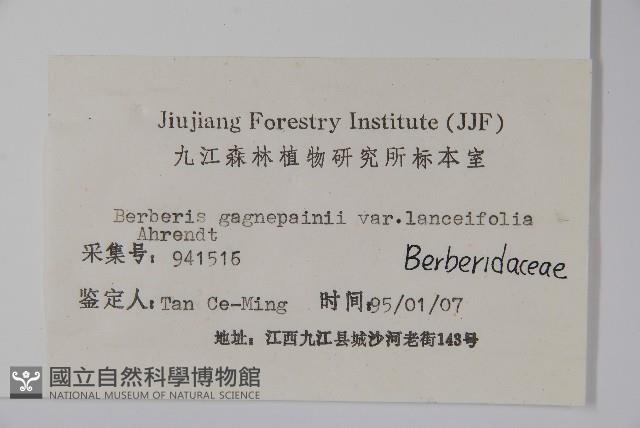 Jiujiang Forestry Institute (JJF)
九江森林植物研究所标本室
Berberis gagnepainii var.lanceifolia
Ahrendt
采集号: 941516
Berberidaceae
鉴定人: Tan Ce-Ming 时间: 95/01/07
地址: 江西九江县城沙河老街143号
國立自然科學博物館
NATIONAL MUSEUM OF NATURAL SCIENCE